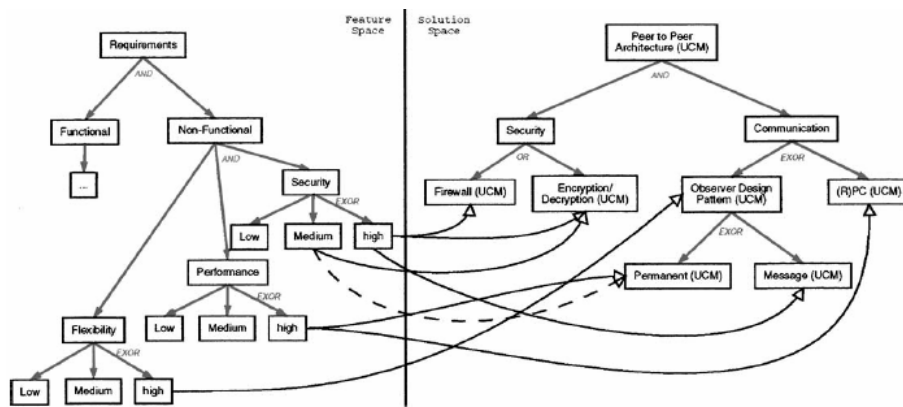 Feature
Space
Solution
Space
Requirements
AND
Functional
Non-Functional
...
AND
Security
EXOR
Low
Medium
high
Performance
EXOR
Low
Medium
high
Flexibility
EXOR
Low
Medium
high
Peer to Peer
Architecture (UCM)
AND
Security
Communication
OR
EXOR
Firewall (UCM)
Encryption/
Decryption (UCM)
Observer Design
Pattern (UCM)
(R)PC (UCM)
EXOR
Permanent (UCM)
Message (UCM)